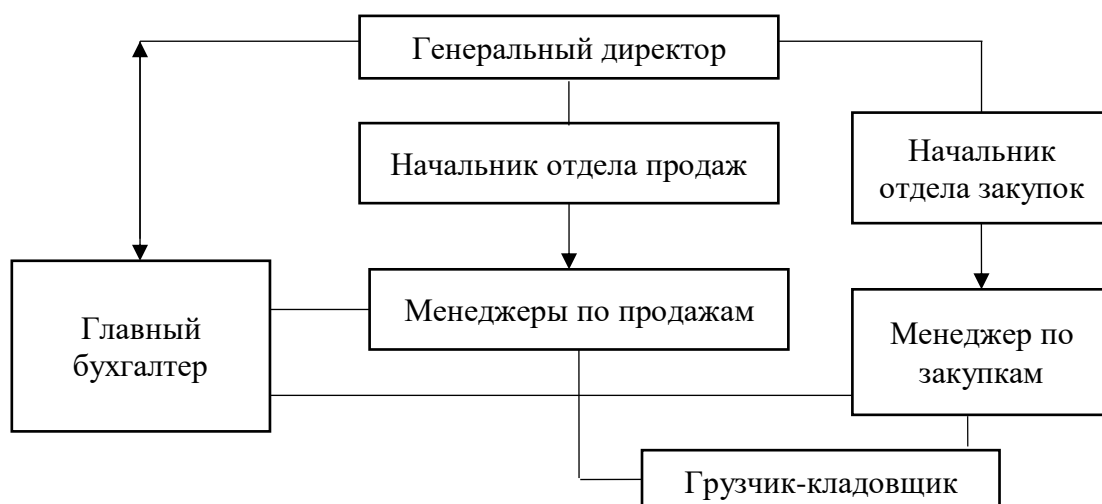 Генеральный директор
Начальник отдела продаж
Начальник
отдела закупок
Менеджеры по продажам
Главный
бухгалтер
Менеджер по
закупкам
Грузчик-кладовщик